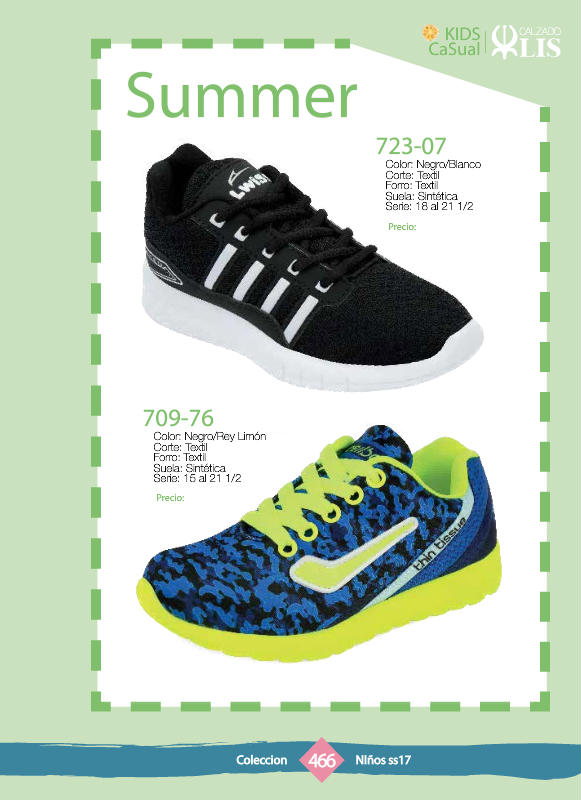 KIDS
CaSual
CALZADO
LIS
Summer
723-07
Color: Negro/Blanco
Corte: Textil
Forro: Textil
Suela: Sintética
Serie: 18 al 21 1/2
Precio:
Lwisi
709-76
Color: Negro/Rey Limón
Corte: Textil
Forro: Textil
Suela: Sintética
Serie: 15 al 21 1/2
Precio:
thin tissue
Coleccion 466 Niños ss17